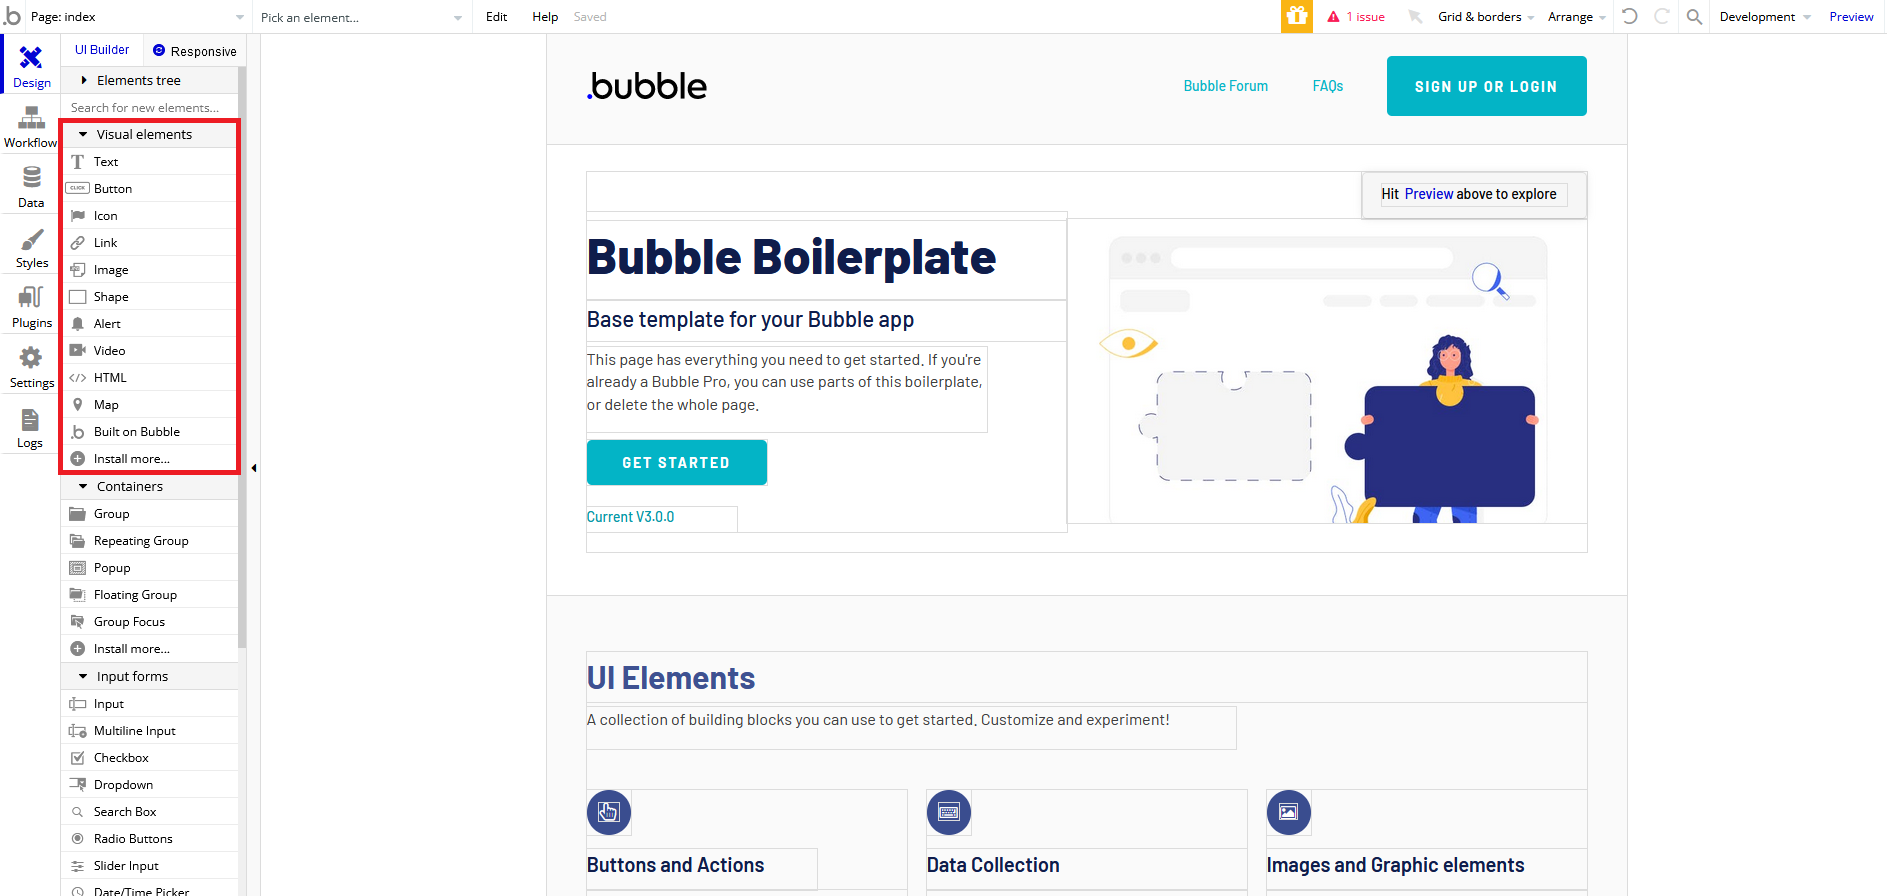 Page: index
Pick an element...
Edit
Help
Saved
1 issue
Grid & borders
Arrange
Development
Preview
Design
Workflow
Data
Styles
Plugins
Settings
Logs
UI Builder
Responsive
Elements tree
Search for new elements...
Visual elements
Text
CLICK Button
Icon
Link
Image
Shape
Alert
Video
</> HTML
Map
Built on Bubble
Install more...
Containers
Group
Repeating Group
Popup
Floating Group
Group Focus
Install more...
Input forms
Input
Multiline Input
Checkbox
Dropdown
Search Box
Radio Buttons
Slider Input
Date/Time Picker
.bubble
Bubble Forum
FAQs
SIGN UP OR LOGIN
Hit Preview above to explore
Bubble Boilerplate
Base template for your Bubble app
This page has everything you need to get started. If you're
already a Bubble Pro, you can use parts of this boilerplate,
or delete the whole page.
GET STARTED
Current V3.0.0
UI Elements
A collection of building blocks you can use to get started. Customize and experiment!
Buttons and Actions
Data Collection
Images and Graphic elements